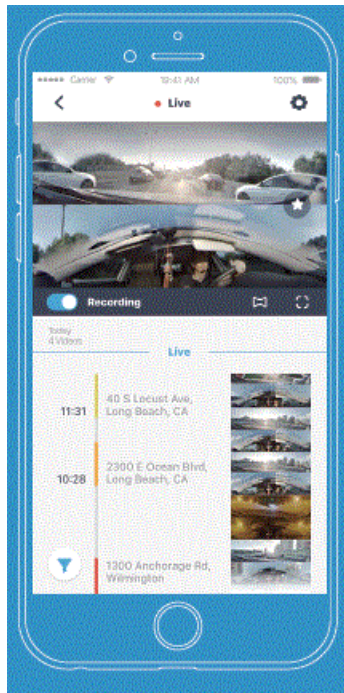 Carrier
10:41 AM
100%
Live
Recording
Today
4 Videos
Live
11:31
40 S Locust Ave,
Long Beach, CA
10:28
2300 E Ocean Blvd,
Long Beach, CA
1300 Anchorage Rd,
Wilmington